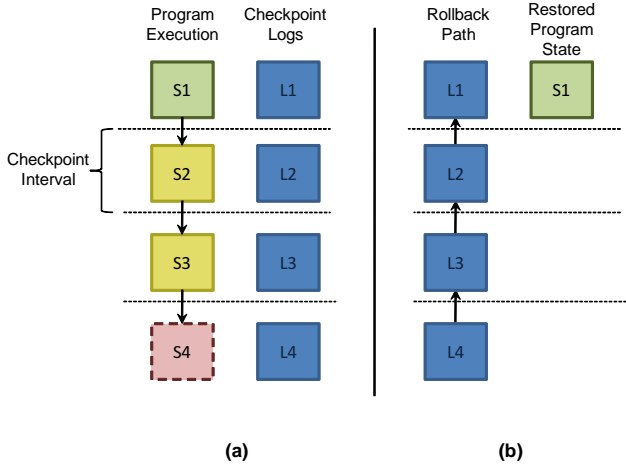 Program
Execution
Checkpoint
Logs
Rollback
Path
Restored
Program
State
S1
L1
L1
S1
Checkpoint
Interval
S2
L2
L2
S3
L3
L3
S4
L4
L4
(a)
(b)